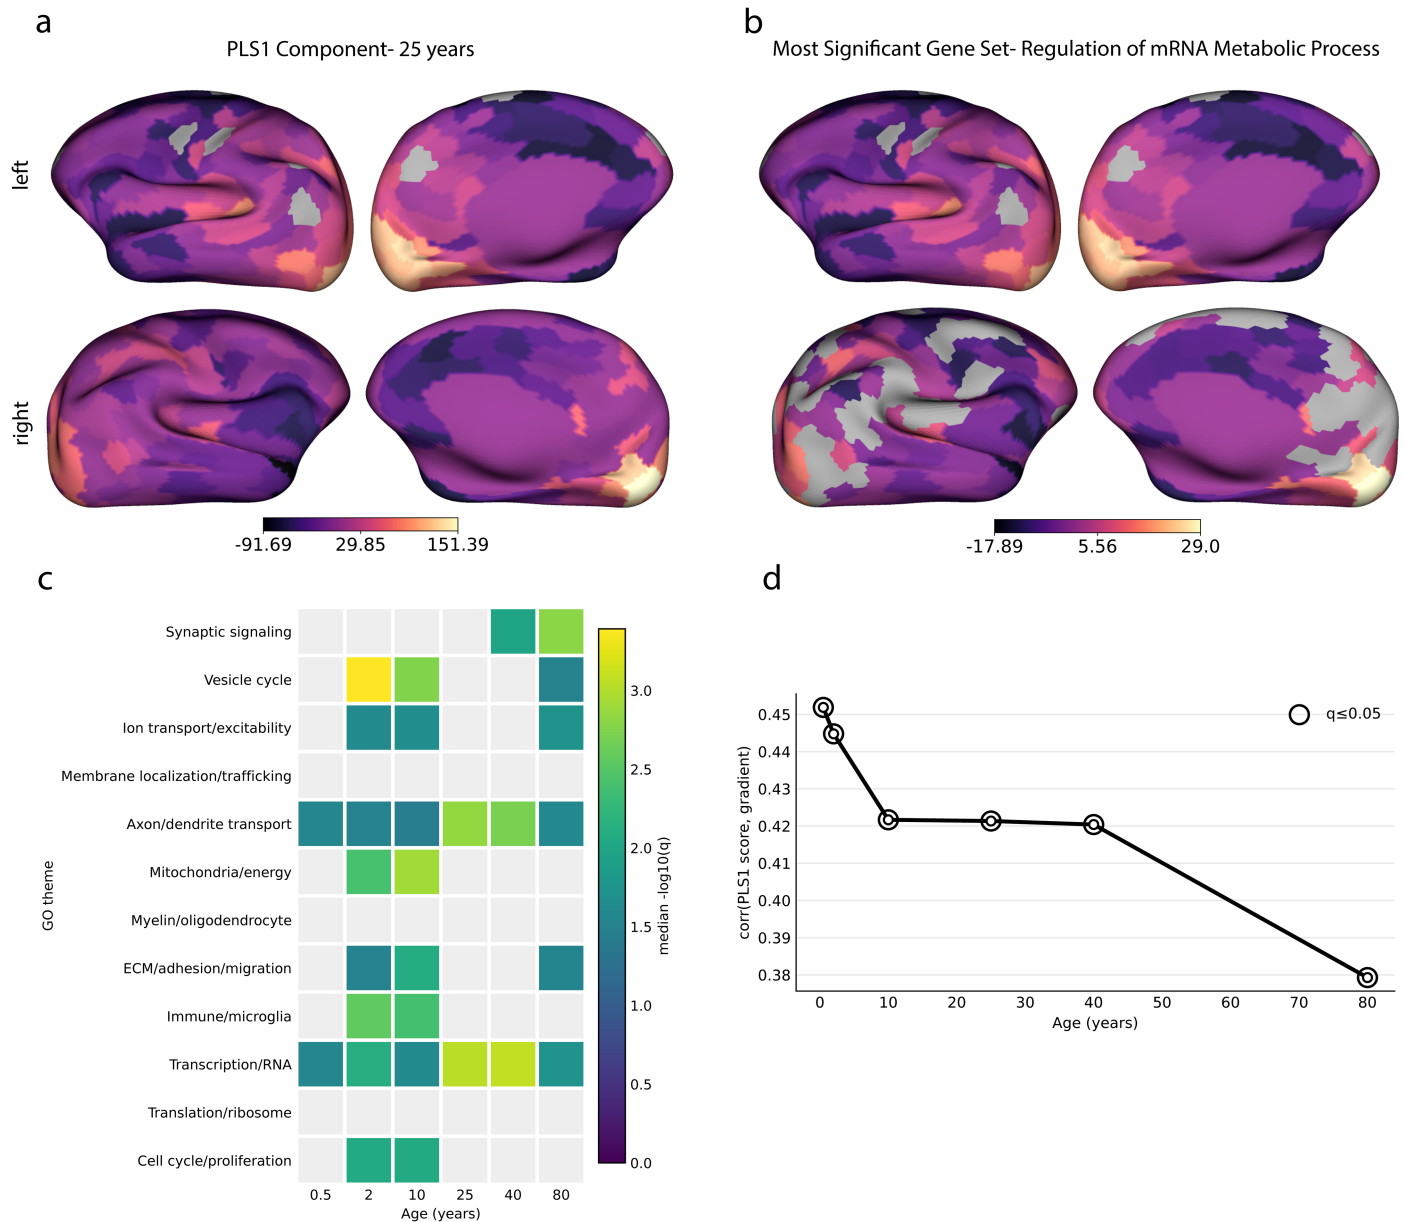 a
PLS1 Component- 25 years
b
Most Significant Gene Set- Regulation of mRNA Metabolic Process
left
right
-91.69 29.85 151.39
-17.89 5.56 29.0
c
GO theme
Synaptic signaling
Vesicle cycle
Ion transport/excitability
Membrane localization/trafficking
Axon/dendrite transport
Mitochondria/energy
Myelin/oligodendrocyte
ECM/adhesion/migration
Immune/microglia
Transcription/RNA
Translation/ribosome
Cell cycle/proliferation
0.5 2 10 25 40 80
Age (years)
3.0
2.5
2.0
1.5
1.0
0.5
0.0
median -log10(q)
d
corr(PLS1 score, gradient)
0.45
0.44
0.43
0.42
0.41
0.40
0.39
0.38
q≤0.05
0 10 20 30 40 50 60 70 80
Age (years)